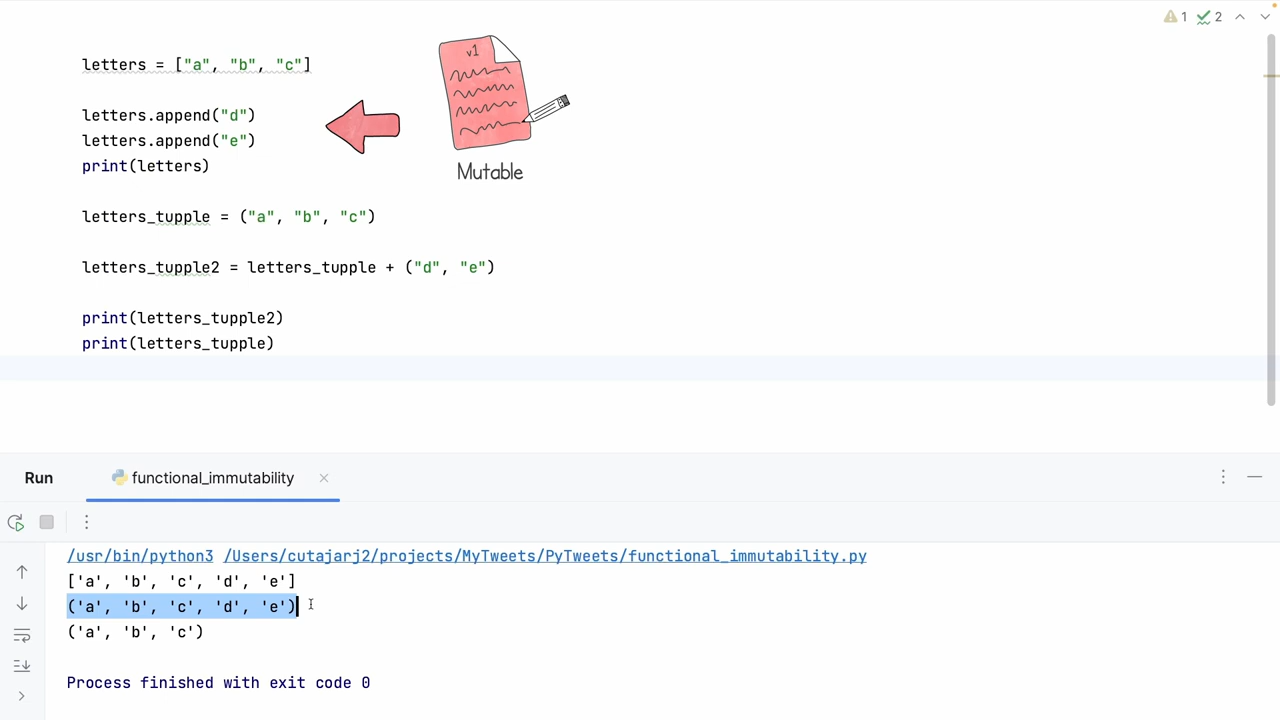 1 2
v1
letters = ["a", "b", "c"]
letters.append("d")
letters.append("e")
print(letters)
Mutable
letters_tupple = ("a", "b", "c")
letters_tupple2 = letters_tupple + ("d", "e")
print(letters_tupple2)
print(letters_tupple)
Run functional_immutability
/usr/bin/python3 /Users/cutajarj2/projects/MyTweets/PyTweets/functional_immutability.py
['a', 'b', 'c', 'd', 'e']
('a', 'b', 'c', 'd', 'e')
('a', 'b', 'c')
Process finished with exit code 0